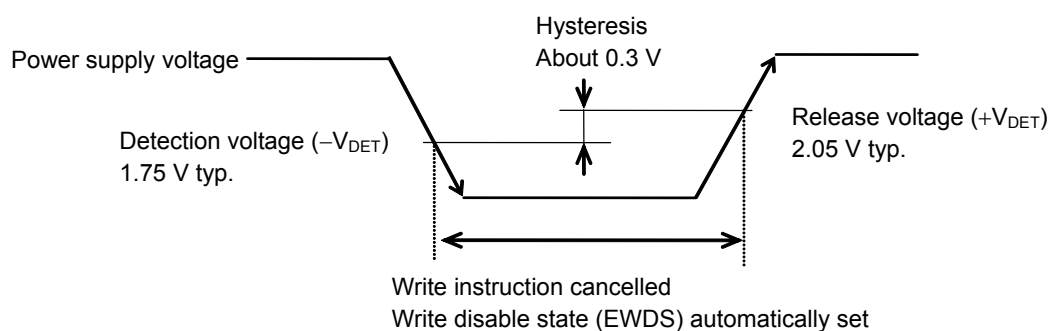 Hysteresis
About 0.3 V
Power supply voltage
Release voltage (+VDET)
2.05 V typ.
Detection voltage (−VDET)
1.75 V typ.
Write instruction cancelled
Write disable state (EWDS) automatically set